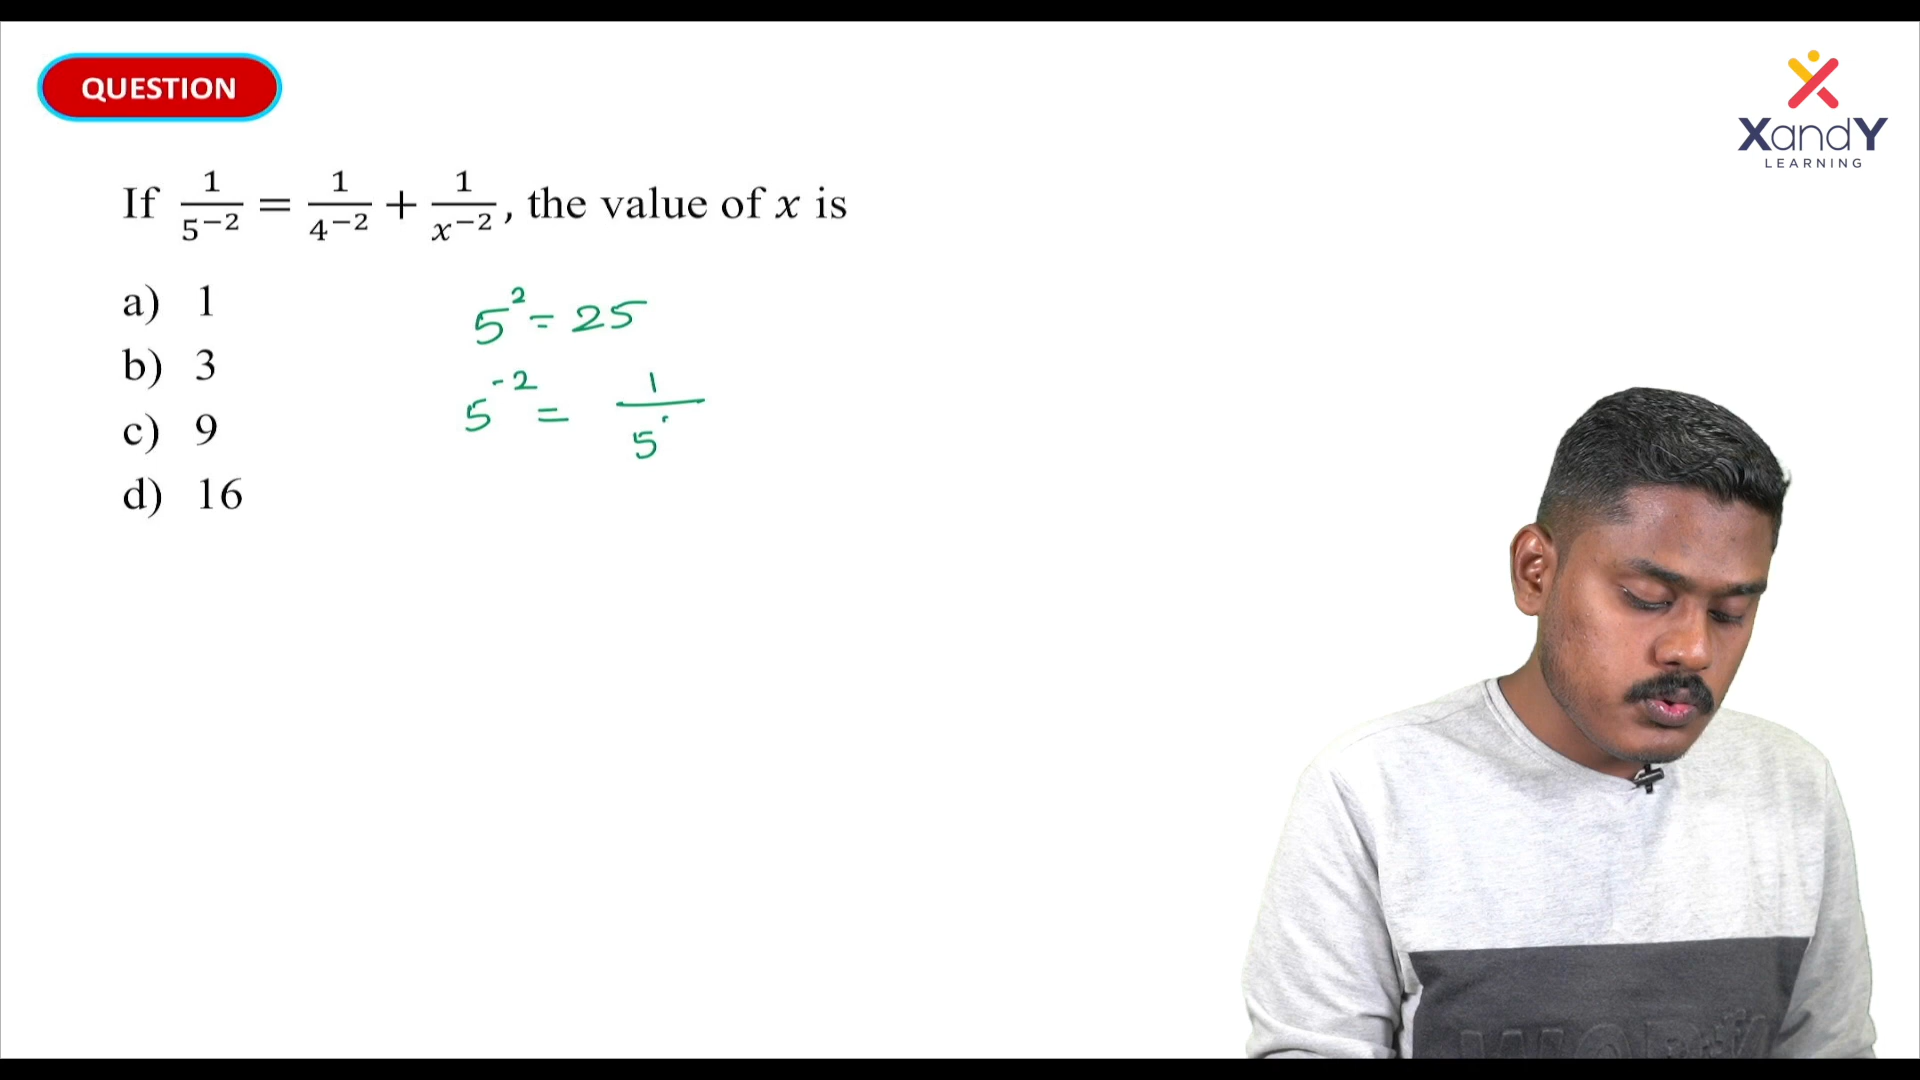 QUESTION
XandY
LEARNING
If 1/5⁻² = 1/4⁻² + 1/x⁻², the value of x is
a) 1
b) 3
c) 9
d) 16
5² = 25
5⁻² = 1/5